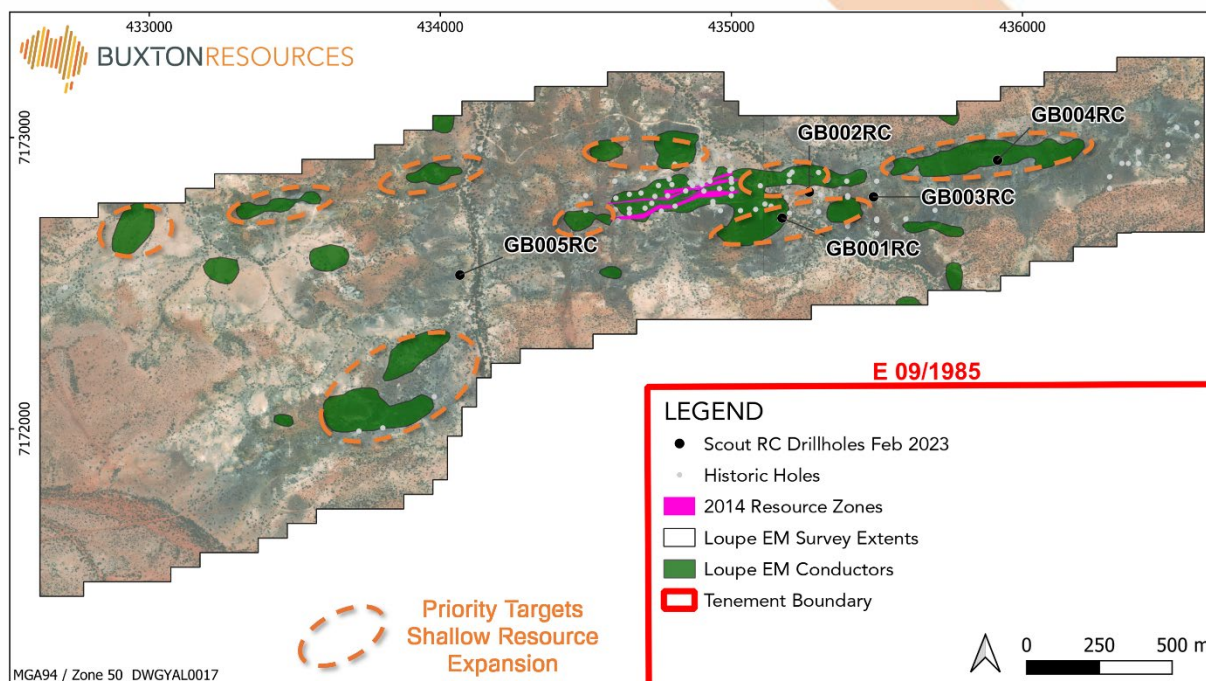 433000
434000
435000
436000
BUXTONRESOURCES
7173000
7172000
GB004RC
GB002RC
GB003RC
GB001RC
GB005RC
E 09/1985
LEGEND
Scout RC Drillholes Feb 2023
Historic Holes
2014 Resource Zones
Loupe EM Survey Extents
Loupe EM Conductors
Tenement Boundary
Priority Targets
Shallow Resource
Expansion
0 250 500 m
MGA94 / Zone 50 DWGYAL0017